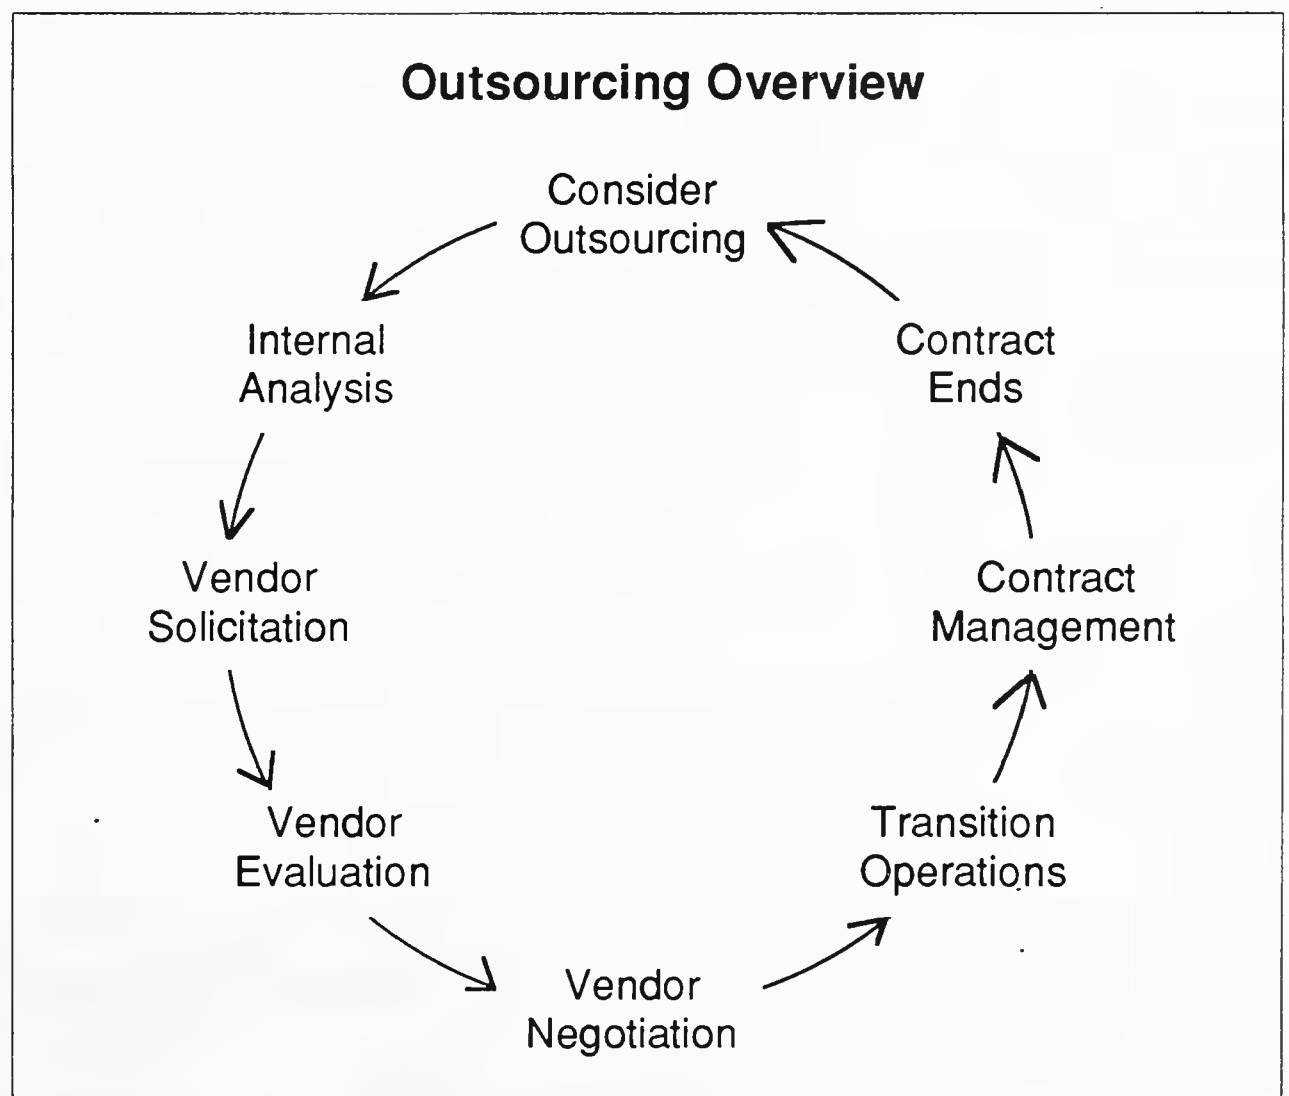 Outsourcing Overview
Consider
Outsourcing
Internal
Analysis
Vendor
Solicitation
Vendor
Evaluation
Vendor
Negotiation
Transition
Operations
Contract
Management
Contract
Ends